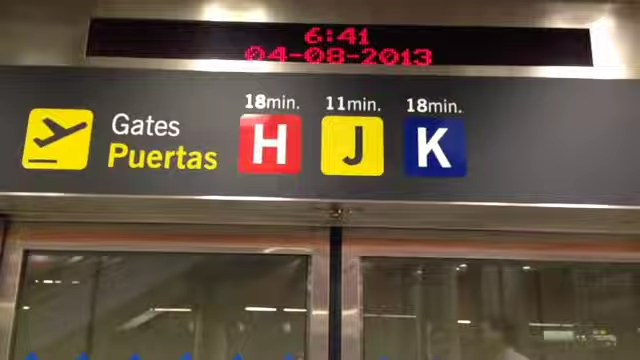 6:41
04-08-2013
18min. 11min. 18min.
Gates
Puertas
H J K